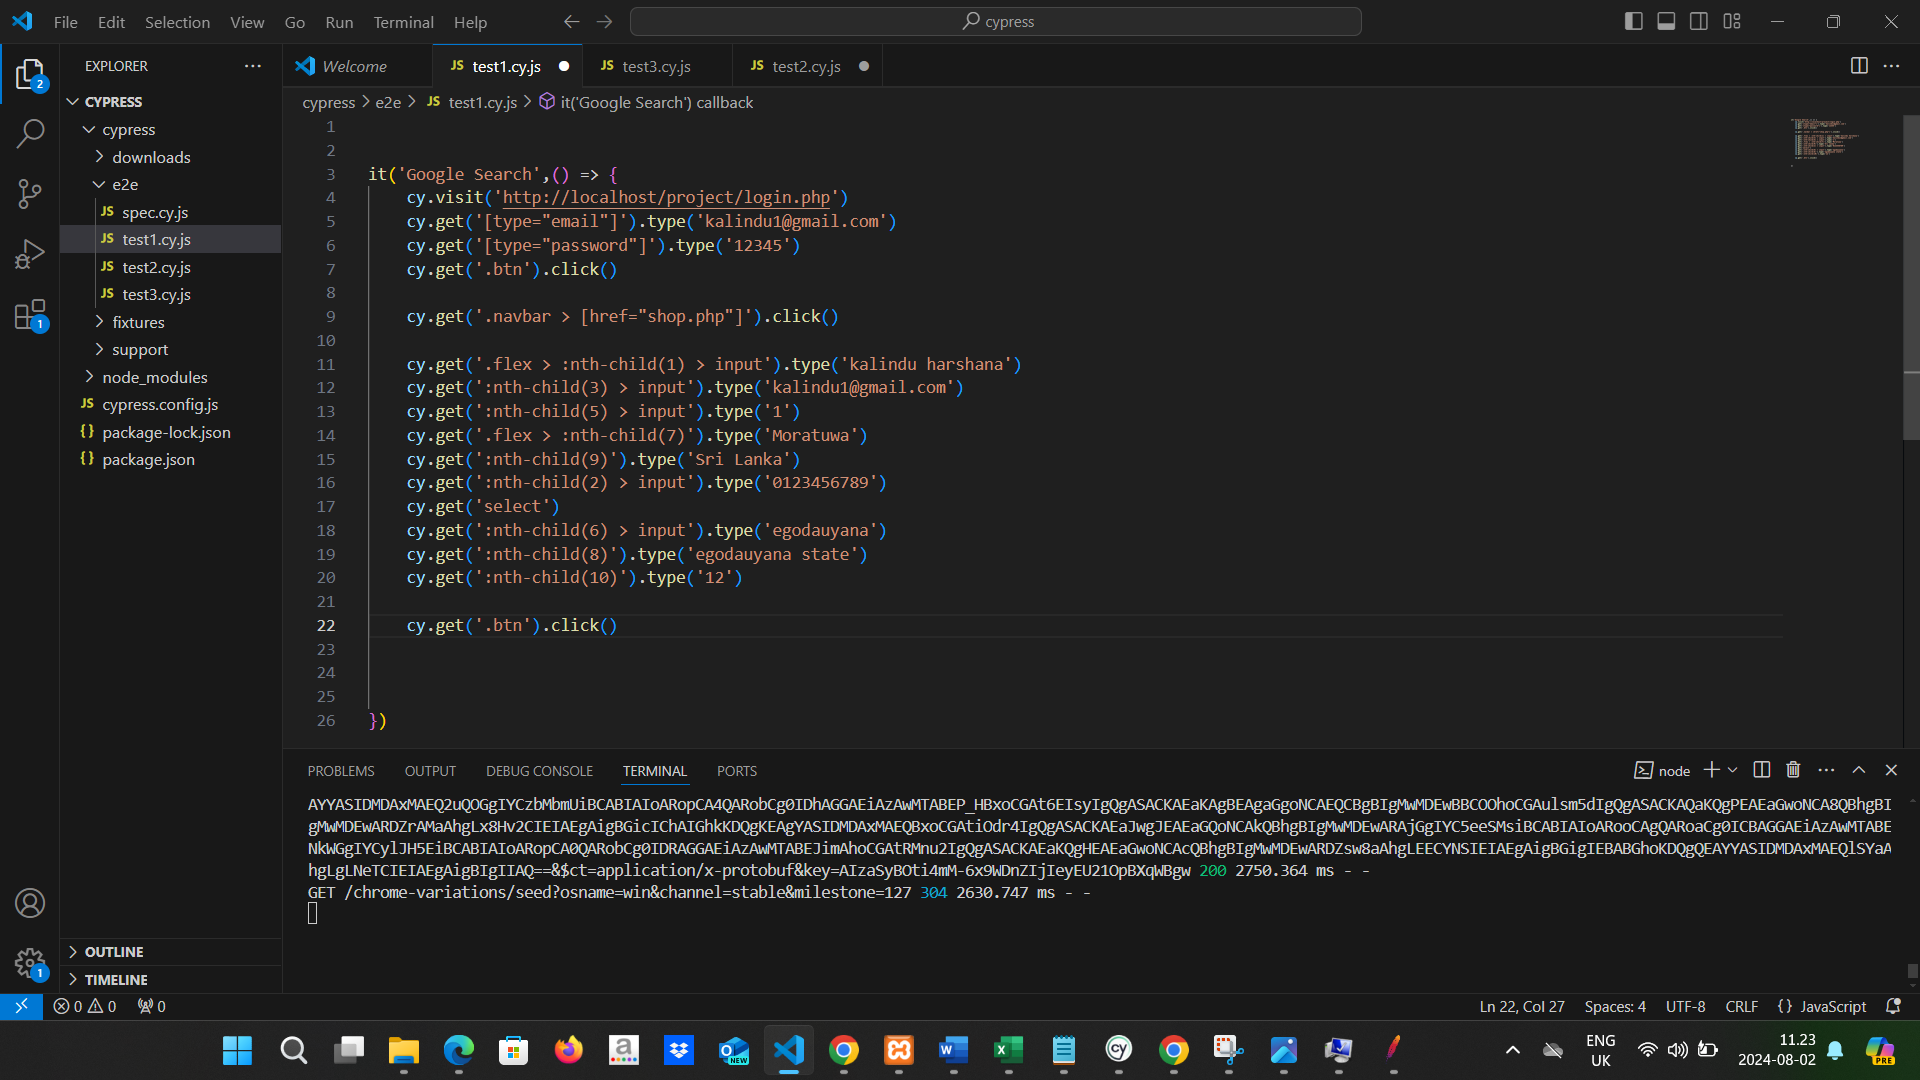 File Edit Selection View Go Run Terminal Help
cypress
EXPLORER
CYPRESS
cypress
downloads
e2e
JS spec.cy.js
JS test1.cy.js
JS test2.cy.js
JS test3.cy.js
fixtures
support
node_modules
JS cypress.config.js
{} package-lock.json
{} package.json
OUTLINE
TIMELINE
2
1
1
Welcome JS test1.cy.js JS test3.cy.js JS test2.cy.js
cypress > e2e > JS test1.cy.js > it('Google Search') callback
1
2
3 it('Google Search',() => {
4 cy.visit('http://localhost/project/login.php')
5 cy.get('[type="email"]').type('kalindu1@gmail.com')
6 cy.get('[type="password"]').type('12345')
7 cy.get('.btn').click()
8
9 cy.get('.navbar > [href="shop.php"]').click()
10
11 cy.get('.flex > :nth-child(1) > input').type('kalindu harshana')
12 cy.get(':nth-child(3) > input').type('kalindu1@gmail.com')
13 cy.get(':nth-child(5) > input').type('1')
14 cy.get('.flex > :nth-child(7)').type('Moratuwa')
15 cy.get(':nth-child(9)').type('Sri Lanka')
16 cy.get(':nth-child(2) > input').type('0123456789')
17 cy.get('select')
18 cy.get(':nth-child(6) > input').type('egodauyana')
19 cy.get(':nth-child(8)').type('egodauyana state')
20 cy.get(':nth-child(10)').type('12')
21
22 cy.get('.btn').click()
23
24
25
26 })
PROBLEMS OUTPUT DEBUG CONSOLE TERMINAL PORTS
node
hgLgLNeTCIEIAEgAigBIgIIAQ==&$ct=application/x-protobuf&key=AIzaSyBOti4mM-6x9WDnZIjIeyEU21OpBXqWBgw 200 2750.364 ms - -
GET /chrome-variations/seed?osname=win&channel=stable&milestone=127 304 2630.747 ms - -
0 0 0
Ln 22, Col 27 Spaces: 4 UTF-8 CRLF {} JavaScript
ENG
UK
11.23
2024-08-02